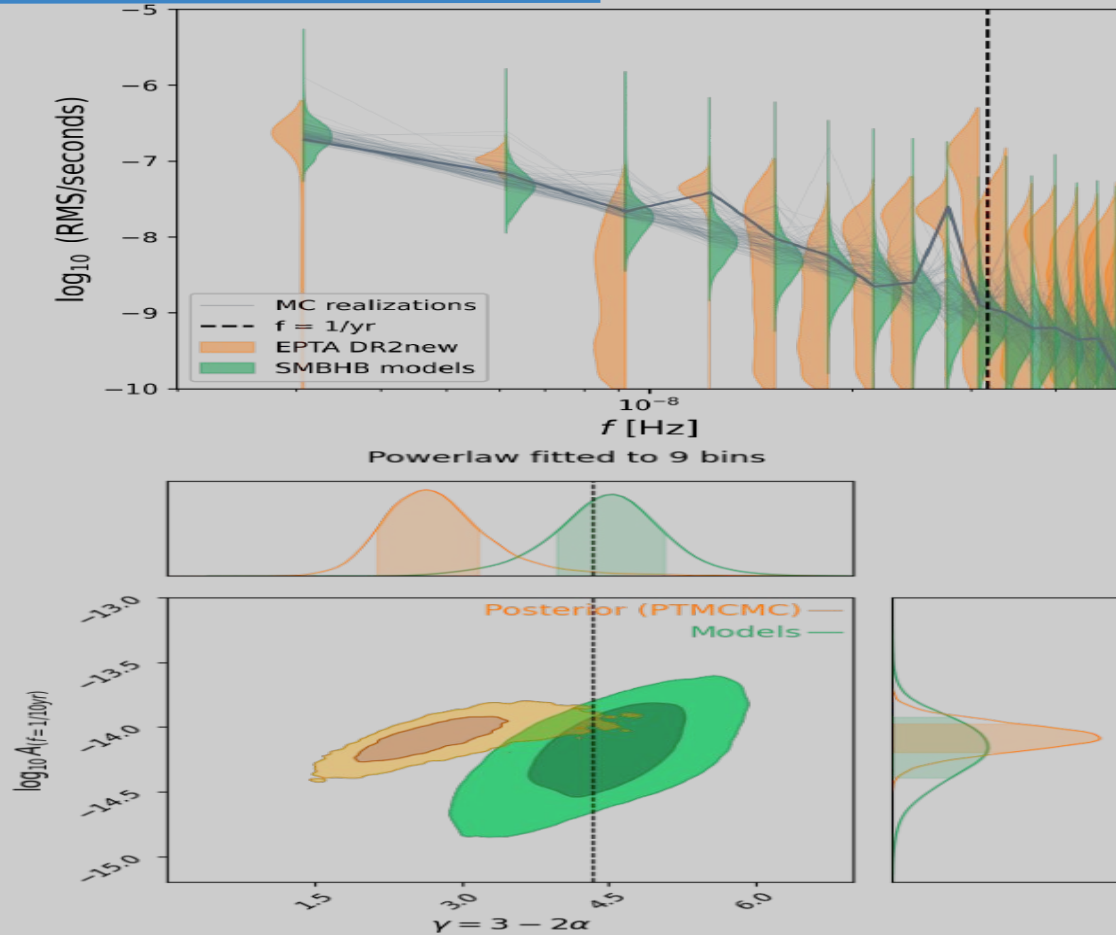 −5
−6
−7
−8
−9
−10
log₁₀ (RMS/seconds)
MC realizations
f = 1/yr
EPTA DR2new
SMBHB models
10⁻⁸
f [Hz]
Powerlaw fitted to 9 bins
Posterior (PTMCMC)
Models
−13.0
−13.5
−14.0
−14.5
−15.0
log₁₀A(f=1/10yr)
1.5 3.0 4.5 6.0
γ = 3 − 2α